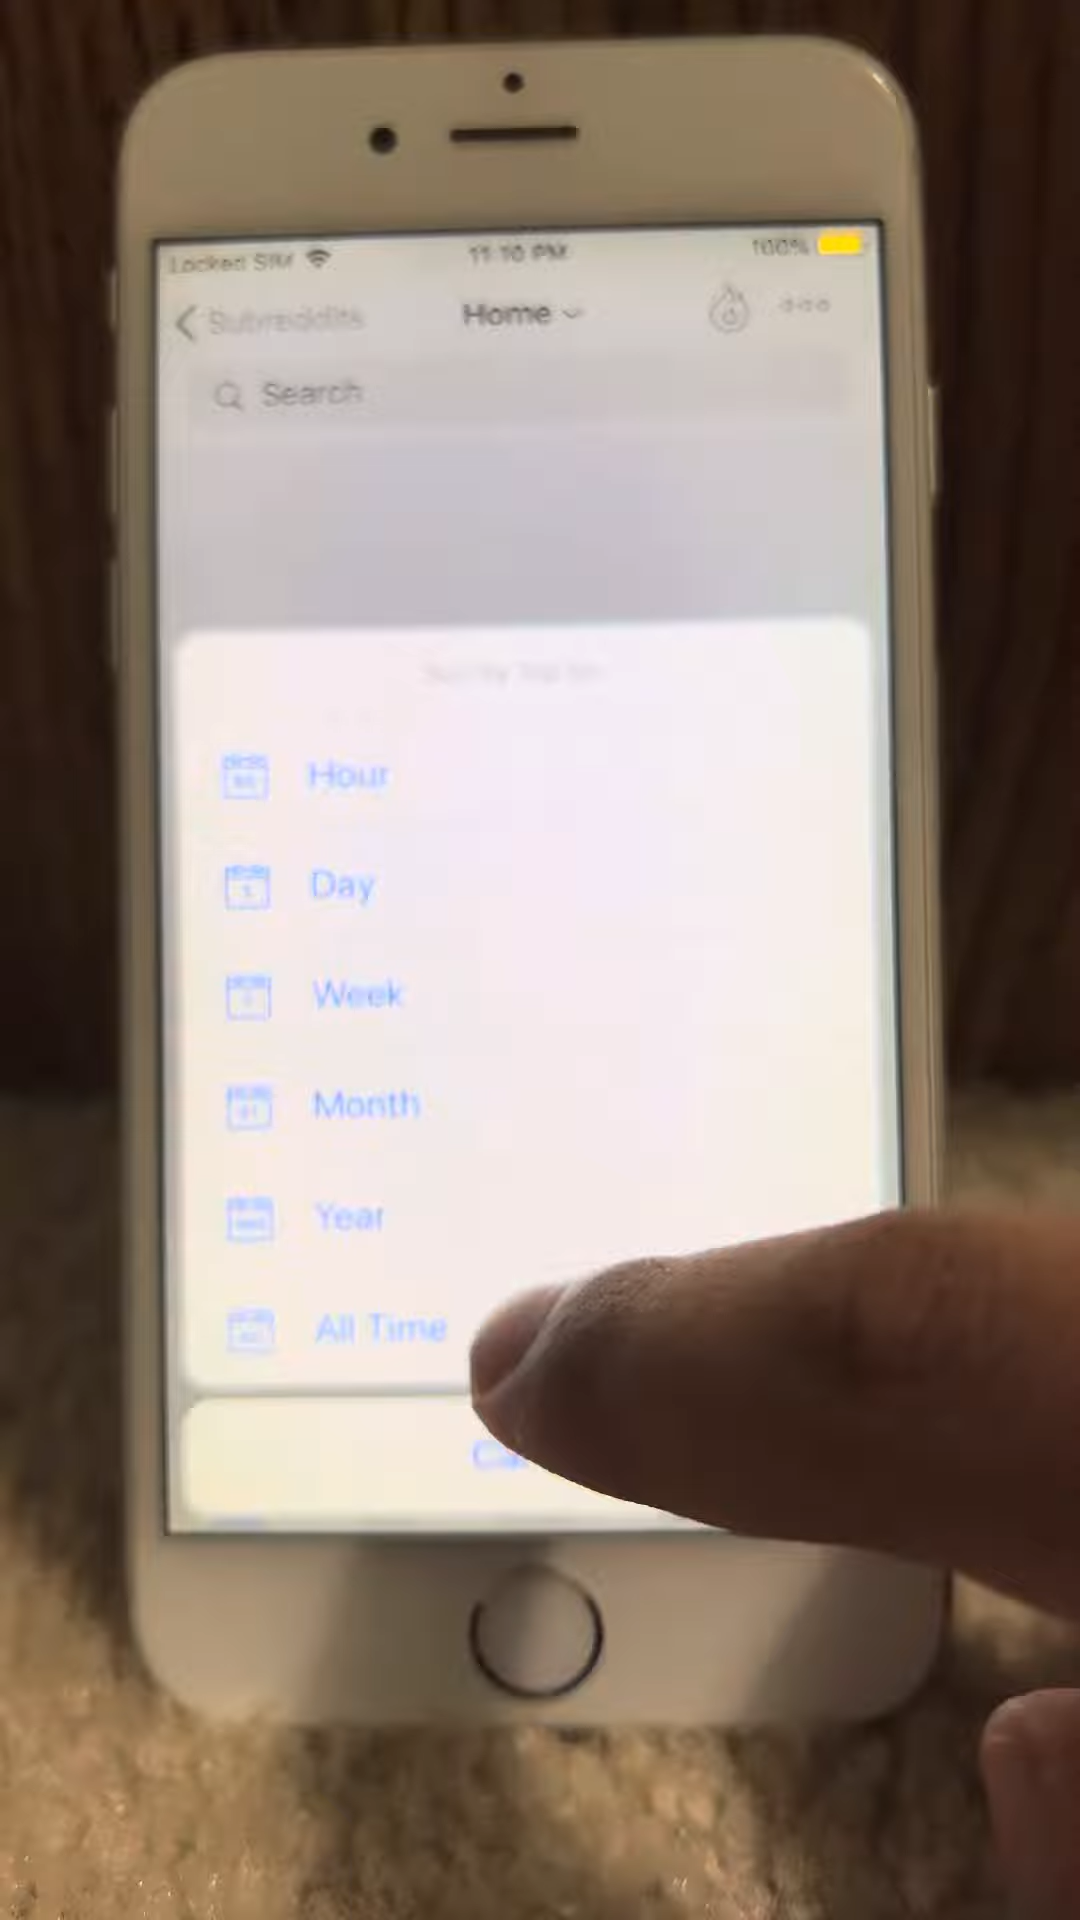 Locked SIM 11:10 PM 100%
Subreddits Home
Search
Hour
Day
Week
Month
Year
All Time